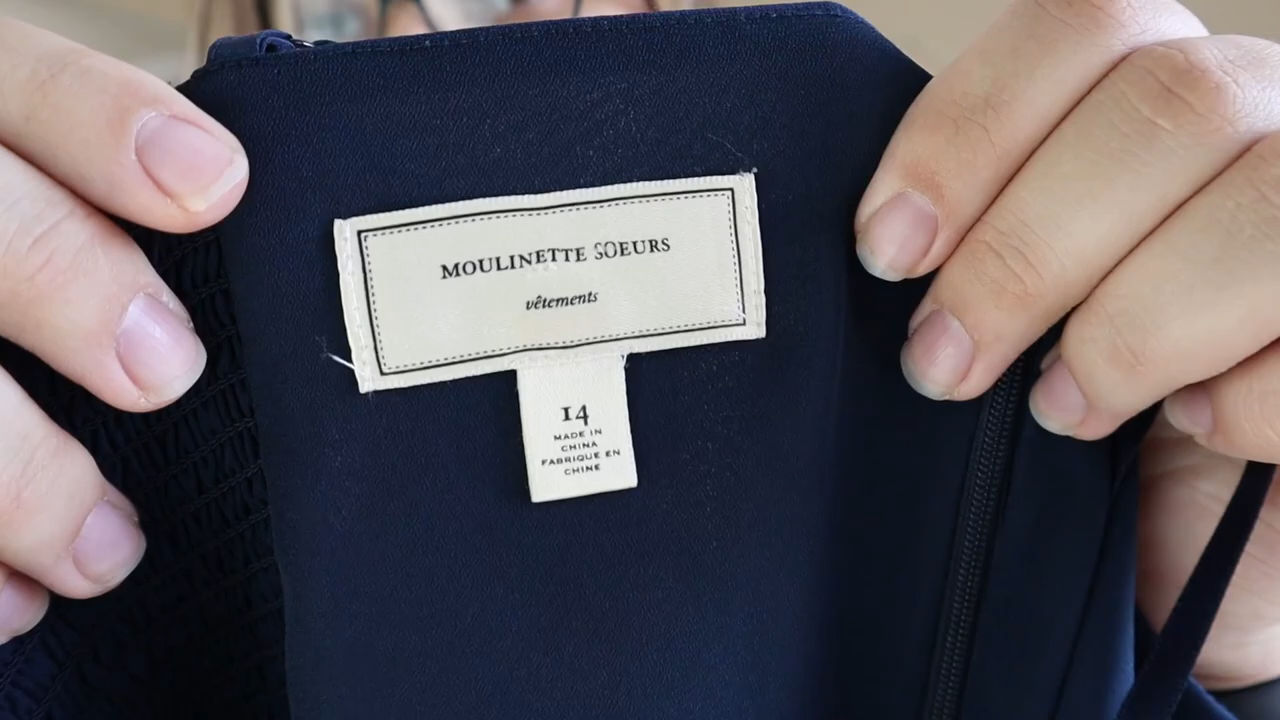 MOULINETTE SOEURS
vêtements
14
MADE IN
CHINA
FABRIQUE EN
CHINE